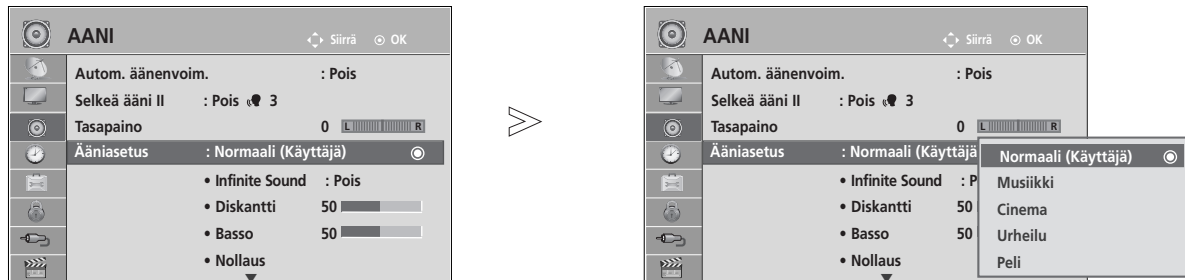 AANI
Siirrä OK
Autom. äänenvoim. : Pois
Selkeä ääni II : Pois 3
Tasapaino 0 L R
Ääniasetus : Normaali (Käyttäjä)
• Infinite Sound : Pois
• Diskantti 50
• Basso 50
• Nollaus
AANI
Siirrä OK
Autom. äänenvoim. : Pois
Selkeä ääni II : Pois 3
Tasapaino 0 L R
Ääniasetus : Normaali (Käyttäjä
• Infinite Sound : P
• Diskantti 50
• Basso 50
• Nollaus
Normaali (Käyttäjä)
Musiikki
Cinema
Urheilu
Peli